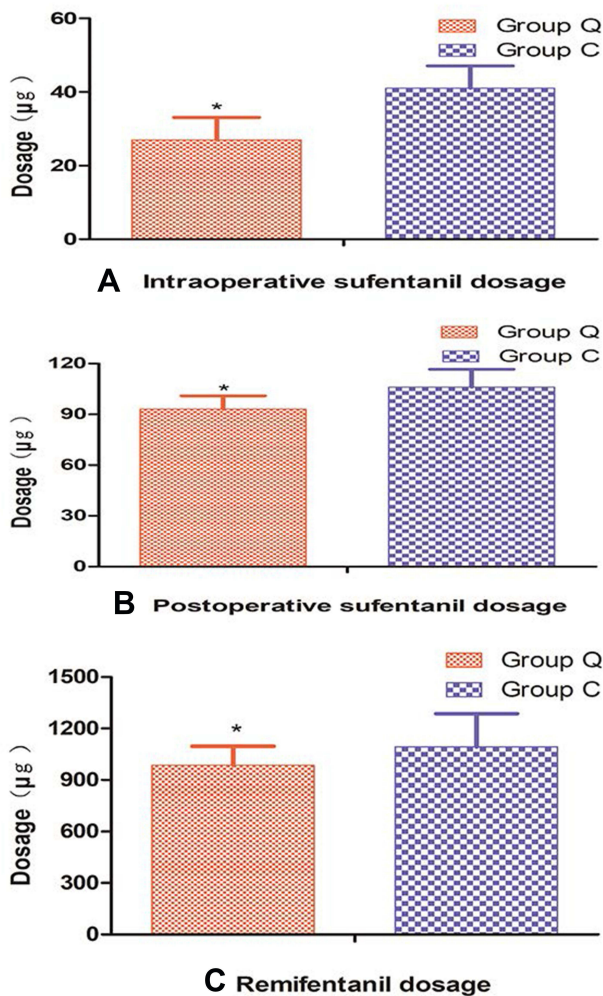 Group Q
Group C
60
40
20
0
Dosage (µg)
*
A Intraoperative sufentanil dosage
Group Q
Group C
120
90
60
30
0
Dosage (µg)
*
B Postoperative sufentanil dosage
Group Q
Group C
1500
1200
900
600
300
0
Dosage (µg)
*
C Remifentanil dosage